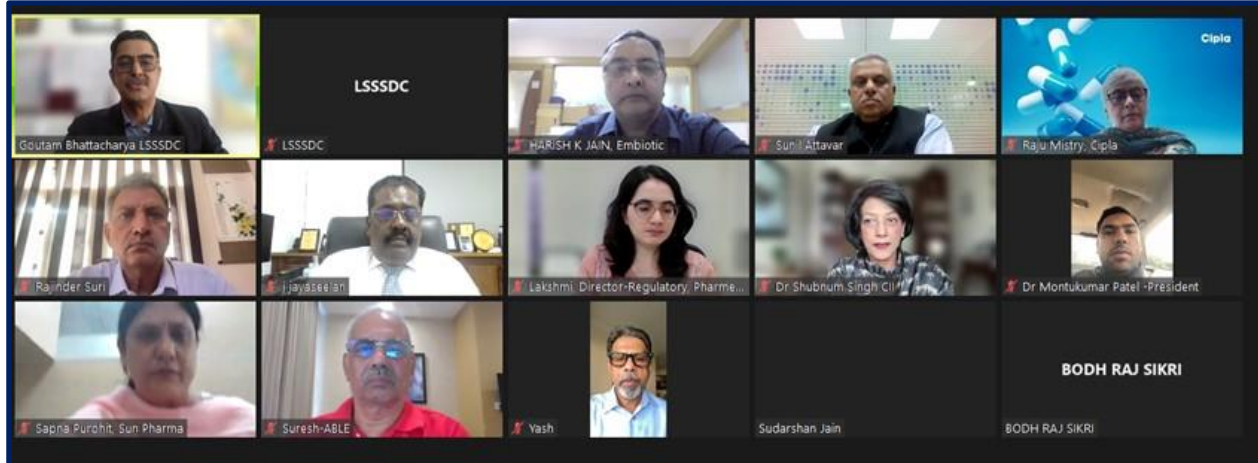 Cipla
LSSSDC
Goutam Bhattacharya LSSSDC
LSSSDC
HARISH K JAIN, Embiotic
Sunil Attavar
Raju Mistry, Cipla
Rajinder Suri
j jayaseelan
Lakshmi, Director-Regulatory, Pharme...
Dr Shubnum Singh CII
Dr Montukumar Patel -President
BODH RAJ SIKRI
Sapna Purohit, Sun Pharma
Suresh-ABLE
Yash
Sudarshan Jain
BODH RAJ SIKRI